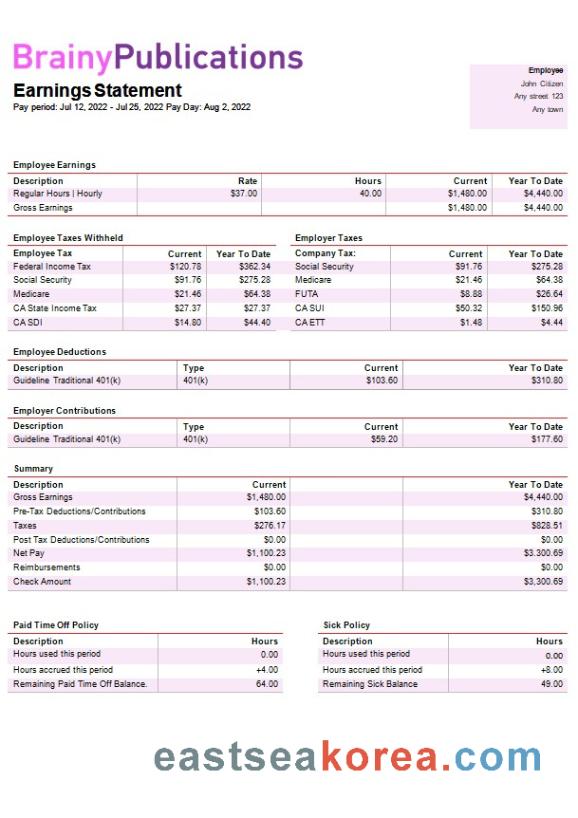 BrainyPublications
Earnings Statement
Pay period: Jul 12, 2022 - Jul 25, 2022 Pay Day: Aug 2, 2022
Employee
John Citizen
Any street 123
Any town
Employee Earnings
Description Rate Hours Current Year To Date
Regular Hours | Hourly $37.00 40.00 $1,480.00 $4,440.00
Gross Earnings $1,480.00 $4,440.00
Employee Taxes Withheld
Employee Tax Current Year To Date
Federal Income Tax $120.78 $362.34
Social Security $91.76 $275.28
Medicare $21.46 $64.38
CA State Income Tax $27.37 $27.37
CA SDI $14.80 $44.40
Employer Taxes
Company Tax: Current Year To Date
Social Security $91.76 $275.28
Medicare $21.46 $64.38
FUTA $8.88 $26.64
CA SUI $50.32 $150.96
CA ETT $1.48 $4.44
Employee Deductions
Description Type Current Year To Date
Guideline Traditional 401(k) 401(k) $103.60 $310.80
Employer Contributions
Description Type Current Year To Date
Guideline Traditional 401(k) 401(k) $59.20 $177.60
Summary
Description Current Year To Date
Gross Earnings $1,480.00 $4,440.00
Pre-Tax Deductions/Contributions $103.60 $310.80
Taxes $276.17 $828.51
Post Tax Deductions/Contributions $0.00 $0.00
Net Pay $1,100.23 $3.300.69
Reimbursements $0.00 $0.00
Check Amount $1,100.23 $3,300.69
Paid Time Off Policy
Description Hours
Hours used this period 0.00
Hours accrued this period +4.00
Remaining Paid Time Off Balance. 64.00
Sick Policy
Description Hours
Hours used this period 0.00
Hours accrued this period +8.00
Remaining Sick Balance 49.00
eastseakorea.com